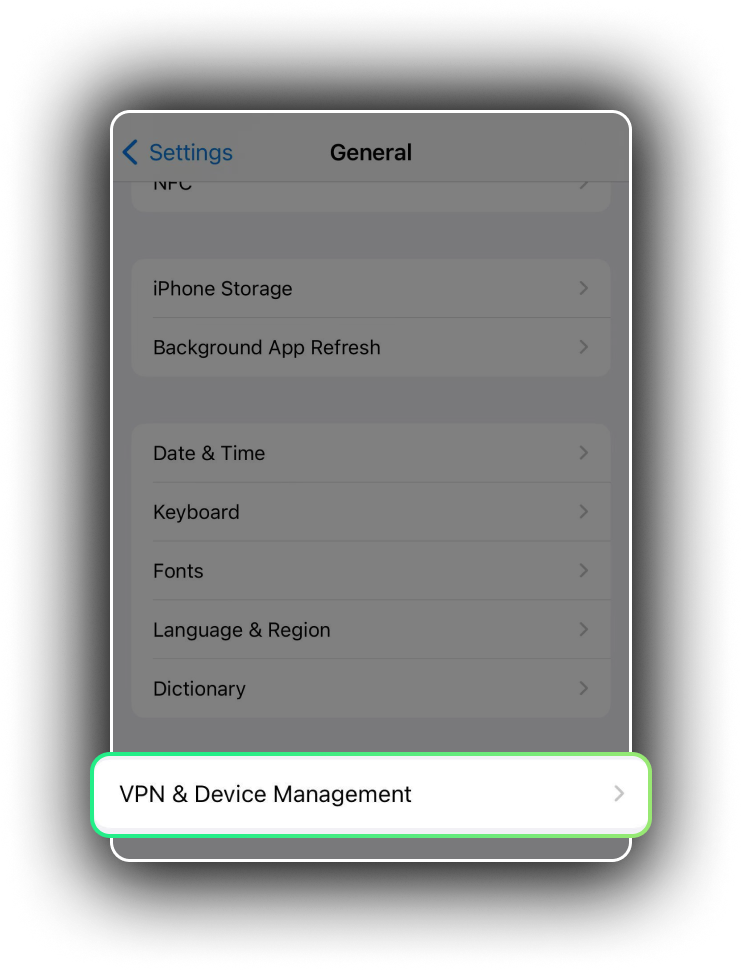 Settings
General
NFC
iPhone Storage
Background App Refresh
Date & Time
Keyboard
Fonts
Language & Region
Dictionary
VPN & Device Management